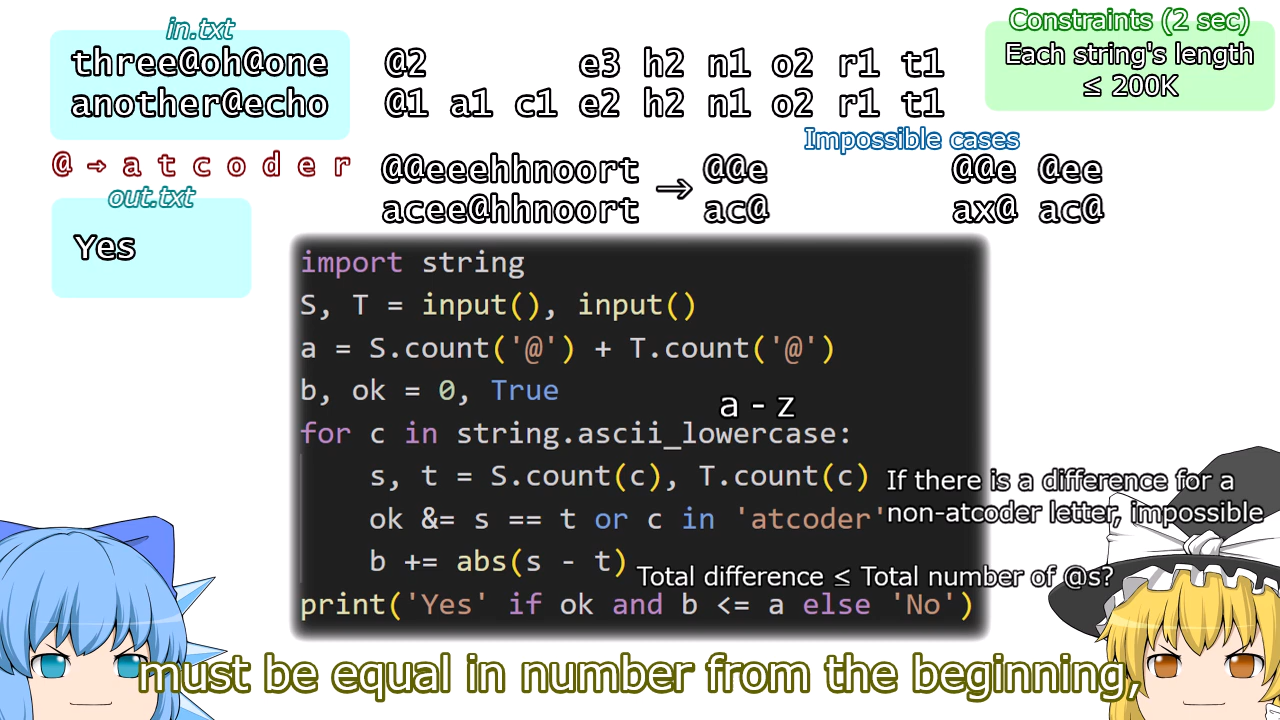 in.txt
three@oh@one
another@echo
@2 e3 h2 n1 o2 r1 t1
@1 a1 c1 e2 h2 n1 o2 r1 t1
Constraints (2 sec)
Each string's length
≤ 200K
@ → a t c o d e r
Impossible cases
@@eeehhnoort → @@e
acee@hhnoort ac@
@@e @ee
ax@ ac@
out.txt
Yes
import string
S, T = input(), input()
a = S.count('@') + T.count('@')
b, ok = 0, True
a - z
for c in string.ascii_lowercase:
    s, t = S.count(c), T.count(c)
    ok &= s == t or c in 'atcoder'
    b += abs(s - t)
print('Yes' if ok and b <= a else 'No')
If there is a difference for a
non-atcoder letter, impossible
Total difference ≤ Total number of @s?
must be equal in number from the beginning,